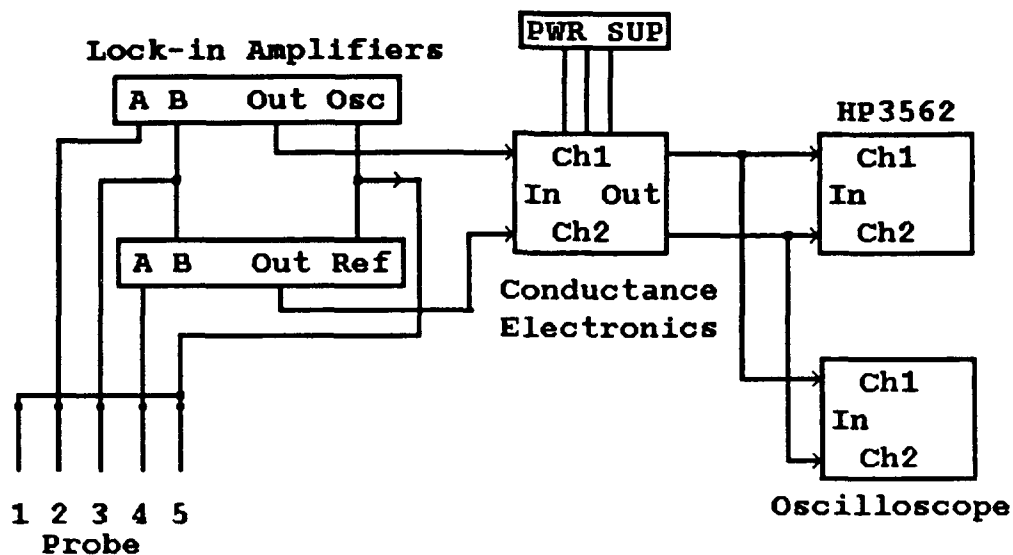 PWR SUP
Lock-in Amplifiers
A B Out Osc
HP3562
Ch1
In Out
Ch2
Ch1
In
Ch2
A B Out Ref
Conductance
Electronics
Ch1
In
Ch2
Oscilloscope
1 2 3 4 5
Probe